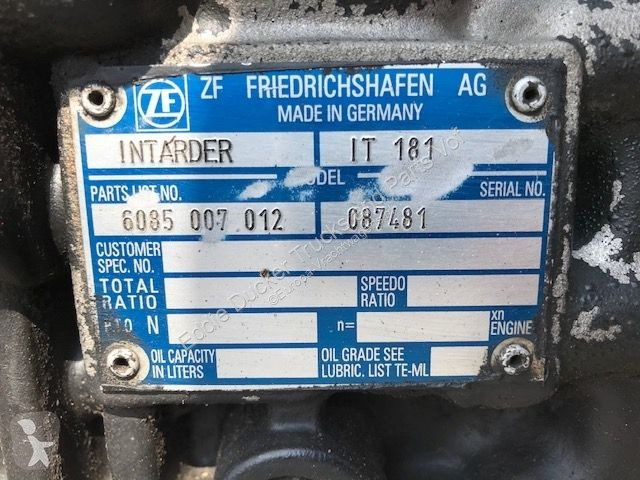 ZF FRIEDRICHSHAFEN AG
MADE IN GERMANY
INTARDER IT 181
PARTS LIST NO. SERIAL NO.
6085 007 012 087481
CUSTOMER
SPEC. NO.
TOTAL
RATIO
SPEEDO
RATIO
N n= xn
ENGINE
OIL CAPACITY
IN LITERS
OIL GRADE SEE
LUBRIC. LIST TE-ML